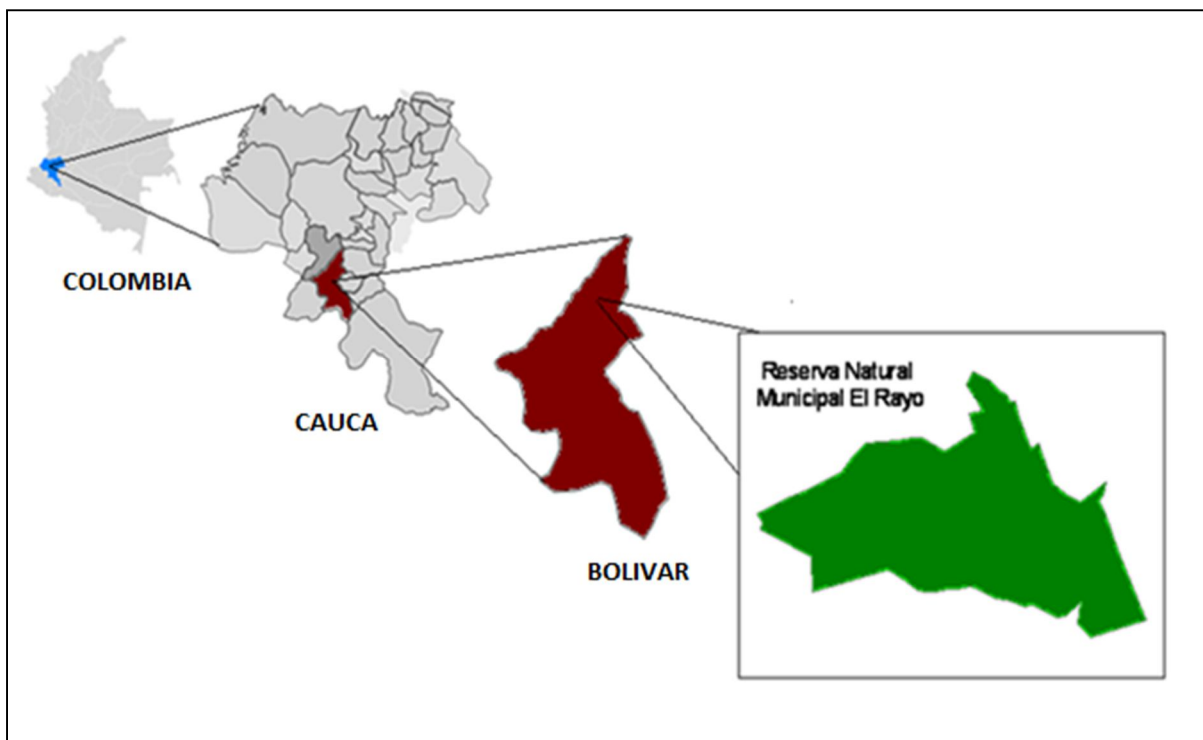 COLOMBIA
CAUCA
BOLIVAR
Reserva Natural
Municipal El Rayo